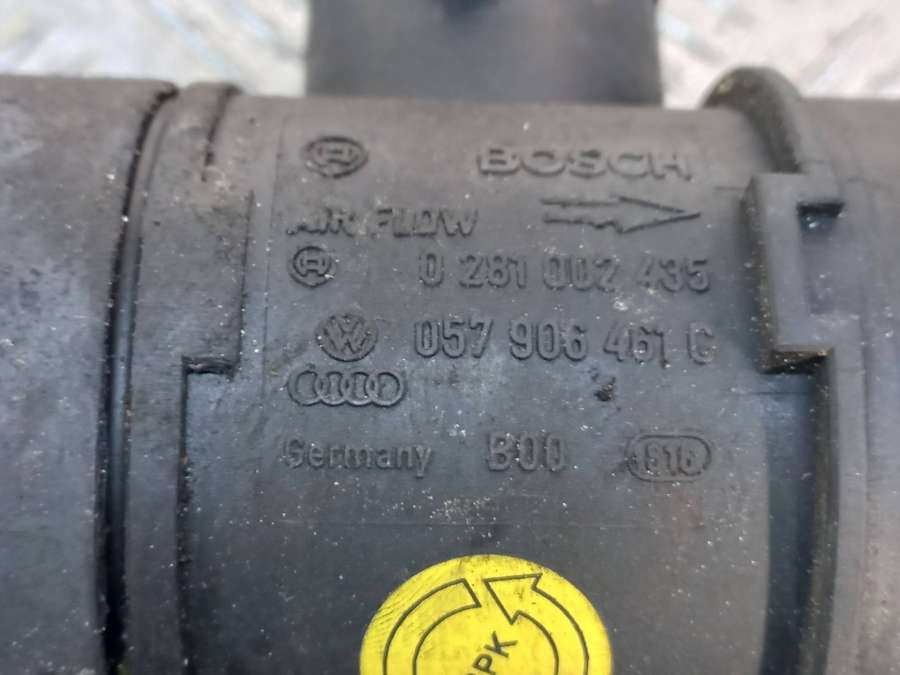 BOSCH
AIR FLOW
0 281 002 435
057 906 461 C
Germany B00